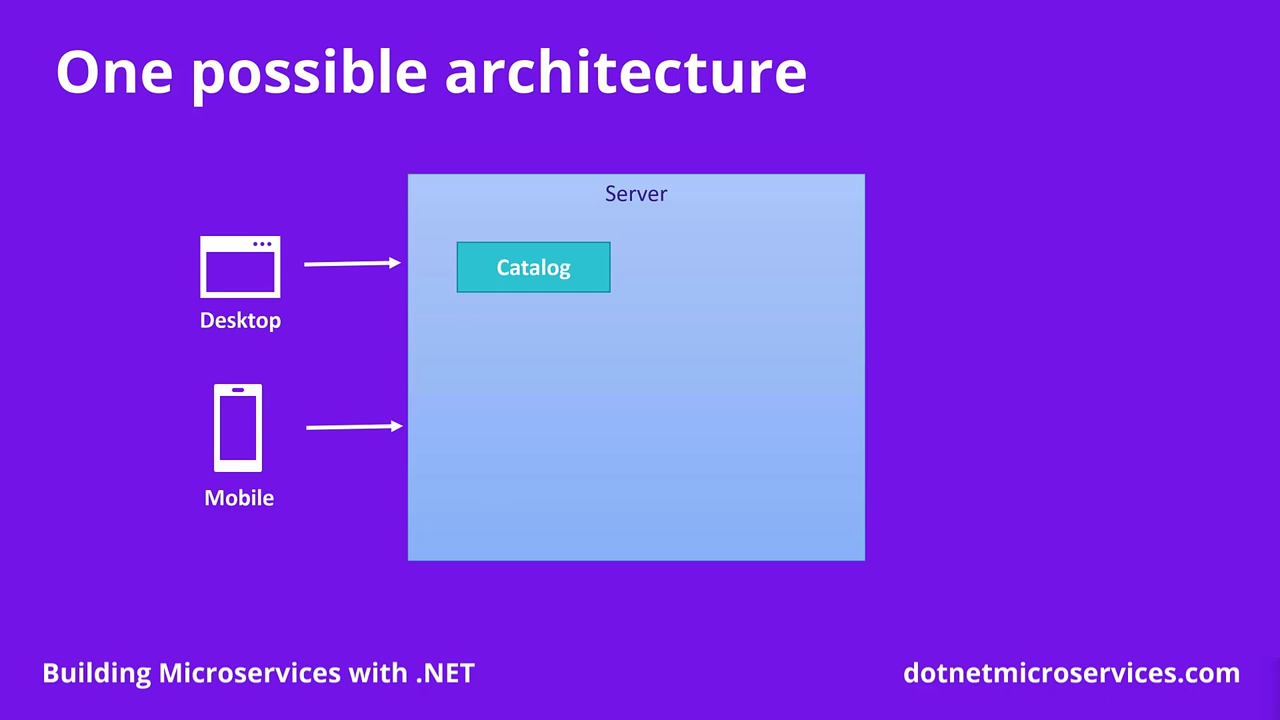 One possible architecture
Server
Catalog
Desktop
Mobile
Building Microservices with .NET
dotnetmicroservices.com